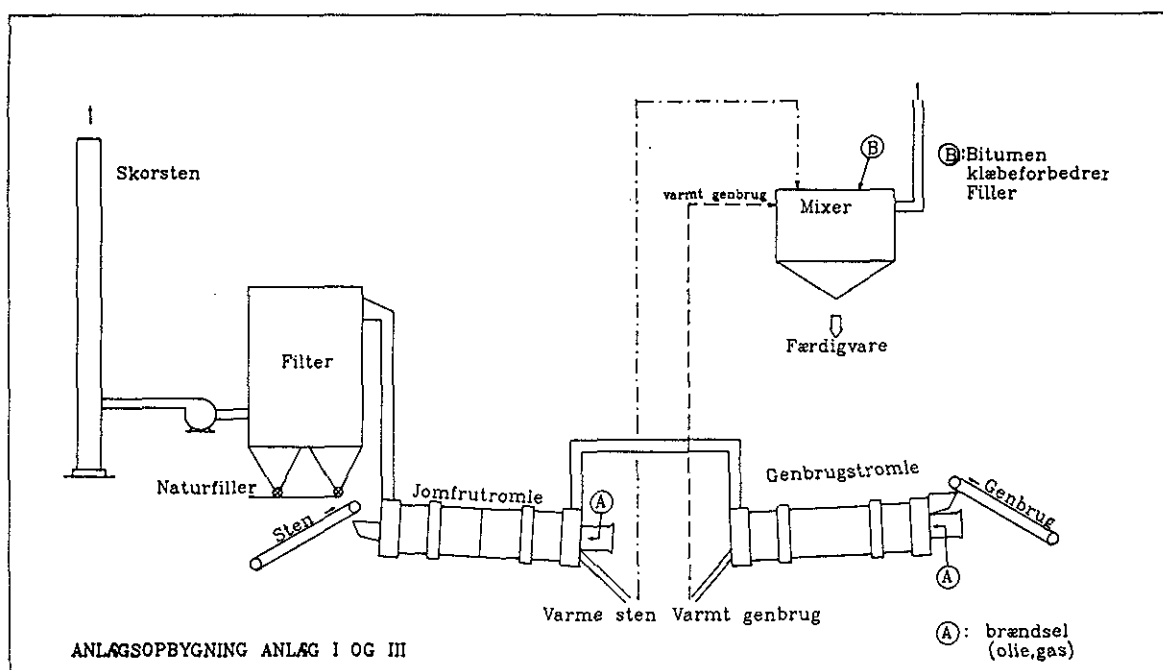 Skorsten
B
B:Bitumen
klæbeforbedrer
Filler
varmt genbrug
Mixer
Færdigvare
Filter
Naturfiller
Sten
Jomfrutromle
A
Genbrugstromle
Genbrug
A
Varme sten
Varmt genbrug
A: brændsel
(olie,gas)
ANLÆGSOPBYGNING ANLÆG I OG III